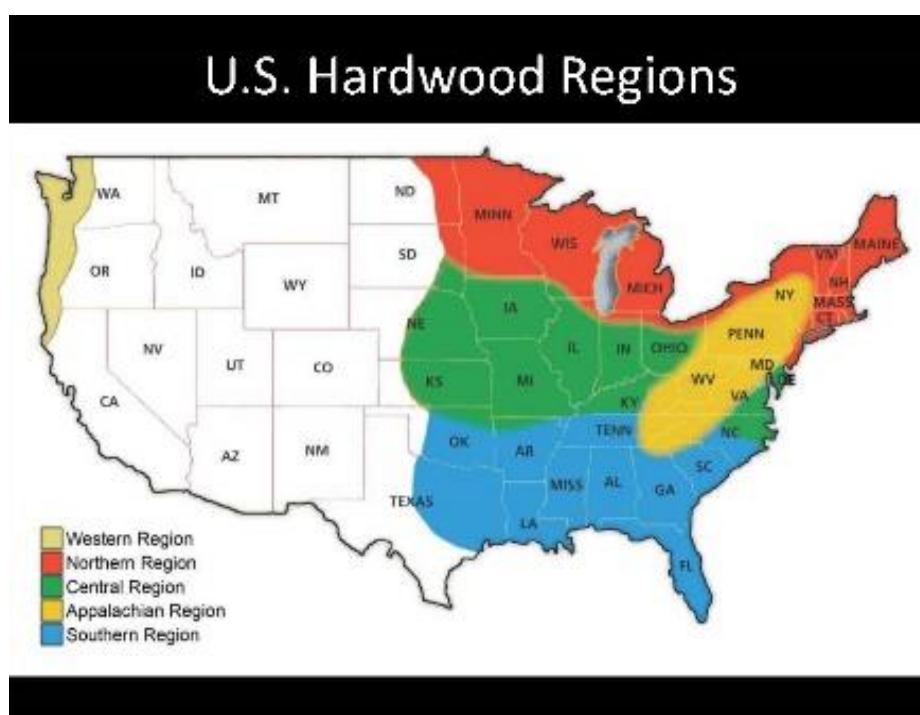 U.S. Hardwood Regions
WA
MT
ND
MINN
OR
ID
WY
SD
WIS
MICH
VM
MAINE
NH
NY
MASS
CT
NV
UT
CO
NE
IA
IL
IN
OHIO
PENN
MD
DE
CA
KS
MI
KY
WV
VA
AZ
NM
OK
AR
TENN
NC
SC
TEXAS
LA
MISS
AL
GA
FL
Western Region
Northern Region
Central Region
Appalachian Region
Southern Region